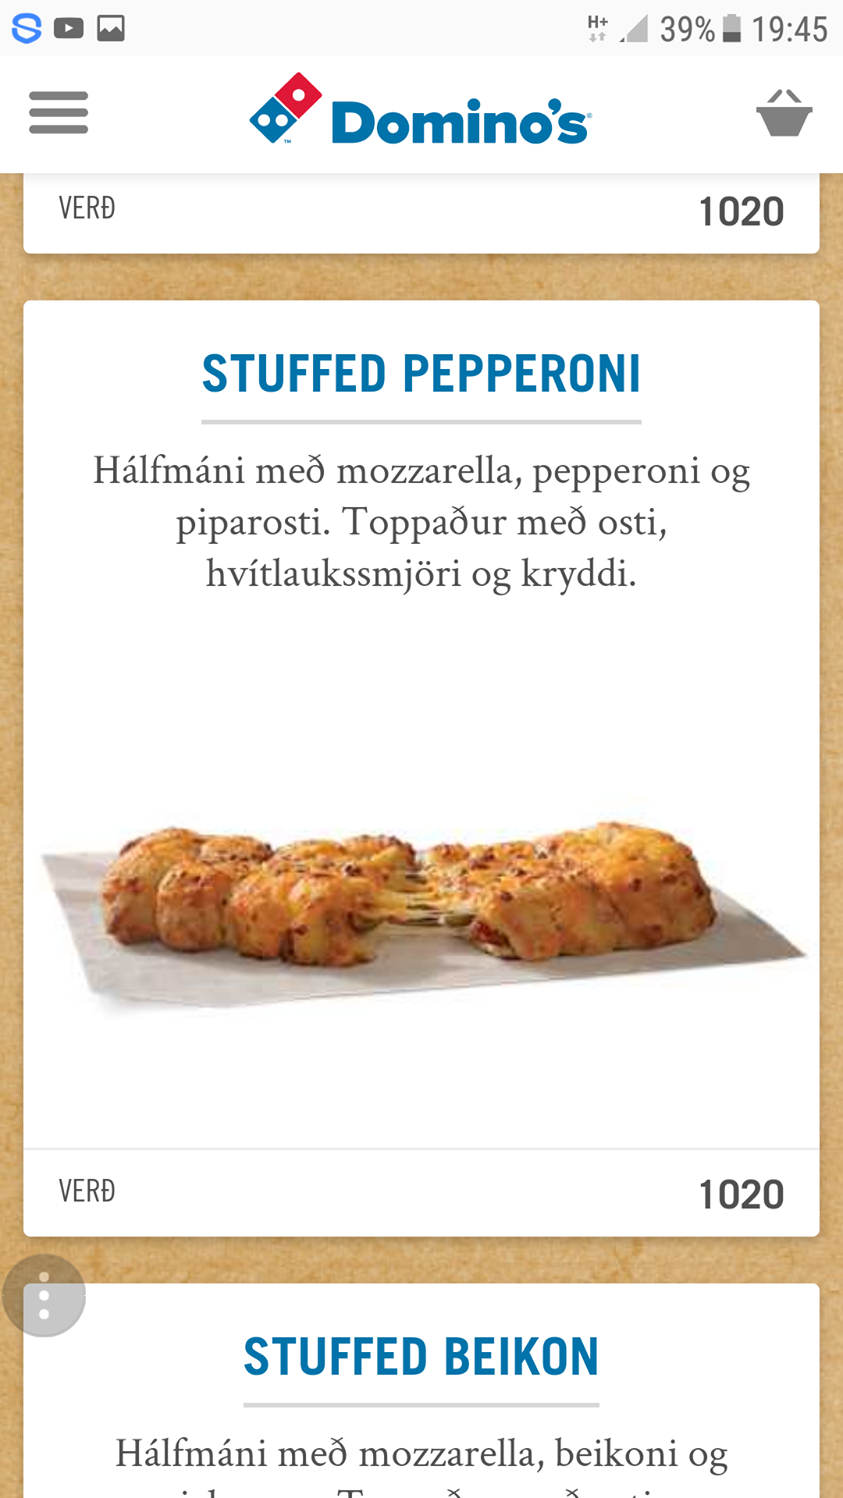 H+ 39% 19:45
Domino's
VERÐ 1020
STUFFED PEPPERONI
Hálfmáni með mozzarella, pepperoni og
piparosti. Toppaður með osti,
hvítlaukssmjöri og kryddi.
VERÐ 1020
STUFFED BEIKON
Hálfmáni með mozzarella, beikoni og